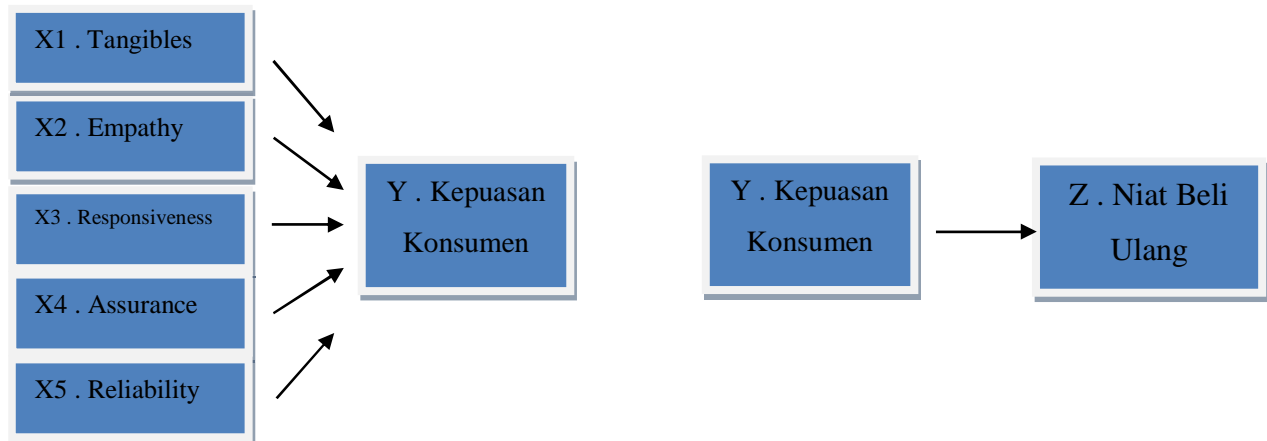 X1 . Tangibles
X2 . Empathy
X3 . Responsiveness
X4 . Assurance
X5 . Reliability
Y . Kepuasan
Konsumen
Y . Kepuasan
Konsumen
Z . Niat Beli
Ulang